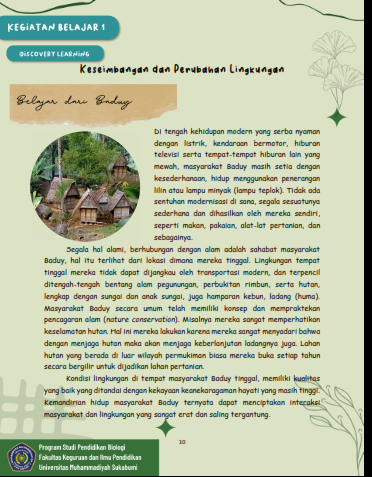 KEGIATAN BELAJAR 1
DISCOVERY LEARNING
Keseimbangan dan Perubahan Lingkungan
Belajar dari Baduy
Di tengah kehidupan modern yang serba nyaman
dengan listrik, kendaraan bermotor, hiburan
televisi serta tempat-tempat hiburan lain yang
mewah, masyarakat Baduy masih setia dengan
kesederhanaan, hidup menggunakan penerangan
lilin atau lampu minyak (lampu teplok). Tidak ada
sentuhan modernisasi di sana, segala sesuatunya
sederhana dan dihasilkan oleh mereka sendiri,
seperti makan, pakaian, alat-lat pertanian, dan
sebagainya.
Segala hal alami, berhubungan dengan alam adalah sahabat masyarakat
Baduy, hal itu terlihat dari lokasi dimana mereka tinggal. Lingkungan tempat
tinggal mereka tidak dapat dijangkau oleh transportasi modern, dan terpencil
ditengah-tengah bentang alam pegunungan, perbukitan rimbun, serta hutan,
lengkap dengan sungai dan anak sungai, juga hamparan kebun, ladang (huma).
Masyarakat Baduy secara umum telah memiliki konsep dan mempraktekan
pencagaran alam (nature conservation). Misalnya mereka sangat memperhatikan
keselamatan hutan. Hal ini mereka lakukan karena mereka sangat menyadari bahwa
dengan menjaga hutan maka akan menjaga keberlanjutan ladangnya juga. Lahan
hutan yang berada di luar wilayah permukiman biasa mereka buka setiap tahun
secara bergilir untuk dijadikan lahan pertanian.
Kondisi lingkungan di tempat masyarakat Baduy tinggal, memiliki kualitas
yang baik yang ditandai dengan kekayaan keanekaragaman hayati yang masih tinggi.
Kemandirian hidup masyarakat Baduy ternyata dapat menciptakan interaksi
masyarakat dan lingkungan yang sangat erat dan saling tergantung.
10
Program Studi Pendidikan Biologi
Fakultas Keguruan dan Ilmu Pendidikan
Universitas Muhammadiyah Sukabumi